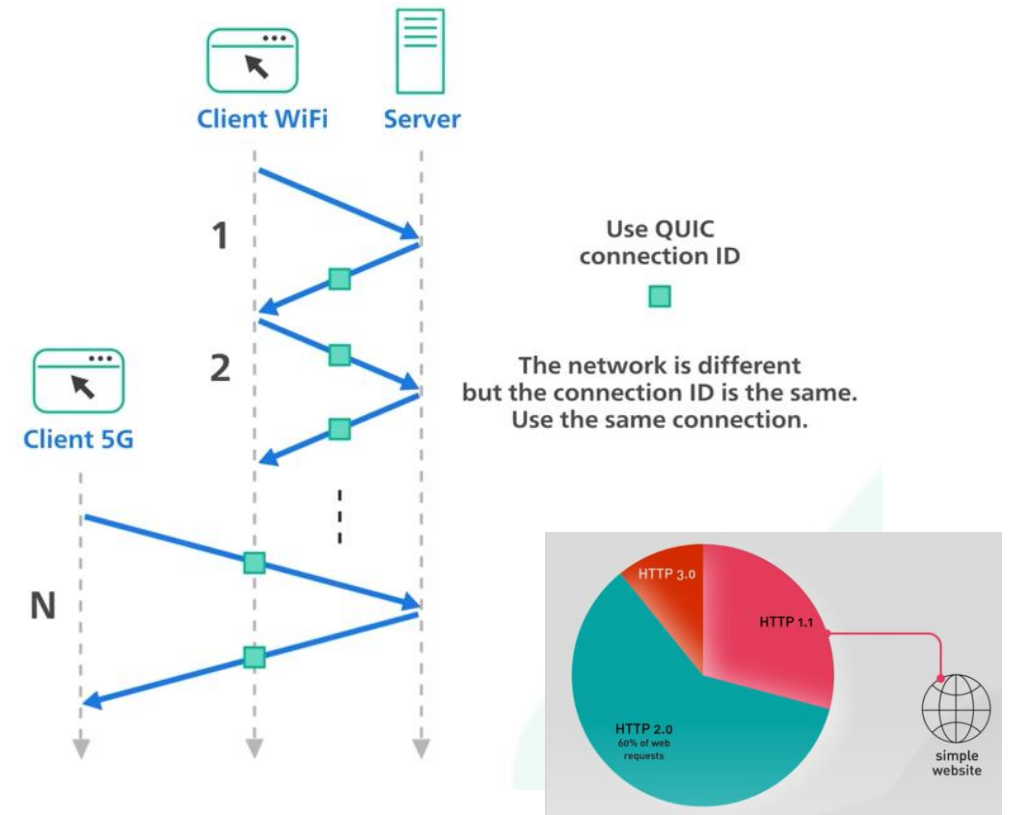 Client WiFi
Server
1
2
Use QUIC
connection ID
The network is different
but the connection ID is the same.
Use the same connection.
Client 5G
N
HTTP 3.0
HTTP 1.1
HTTP 2.0
60% of web
requests
simple
website